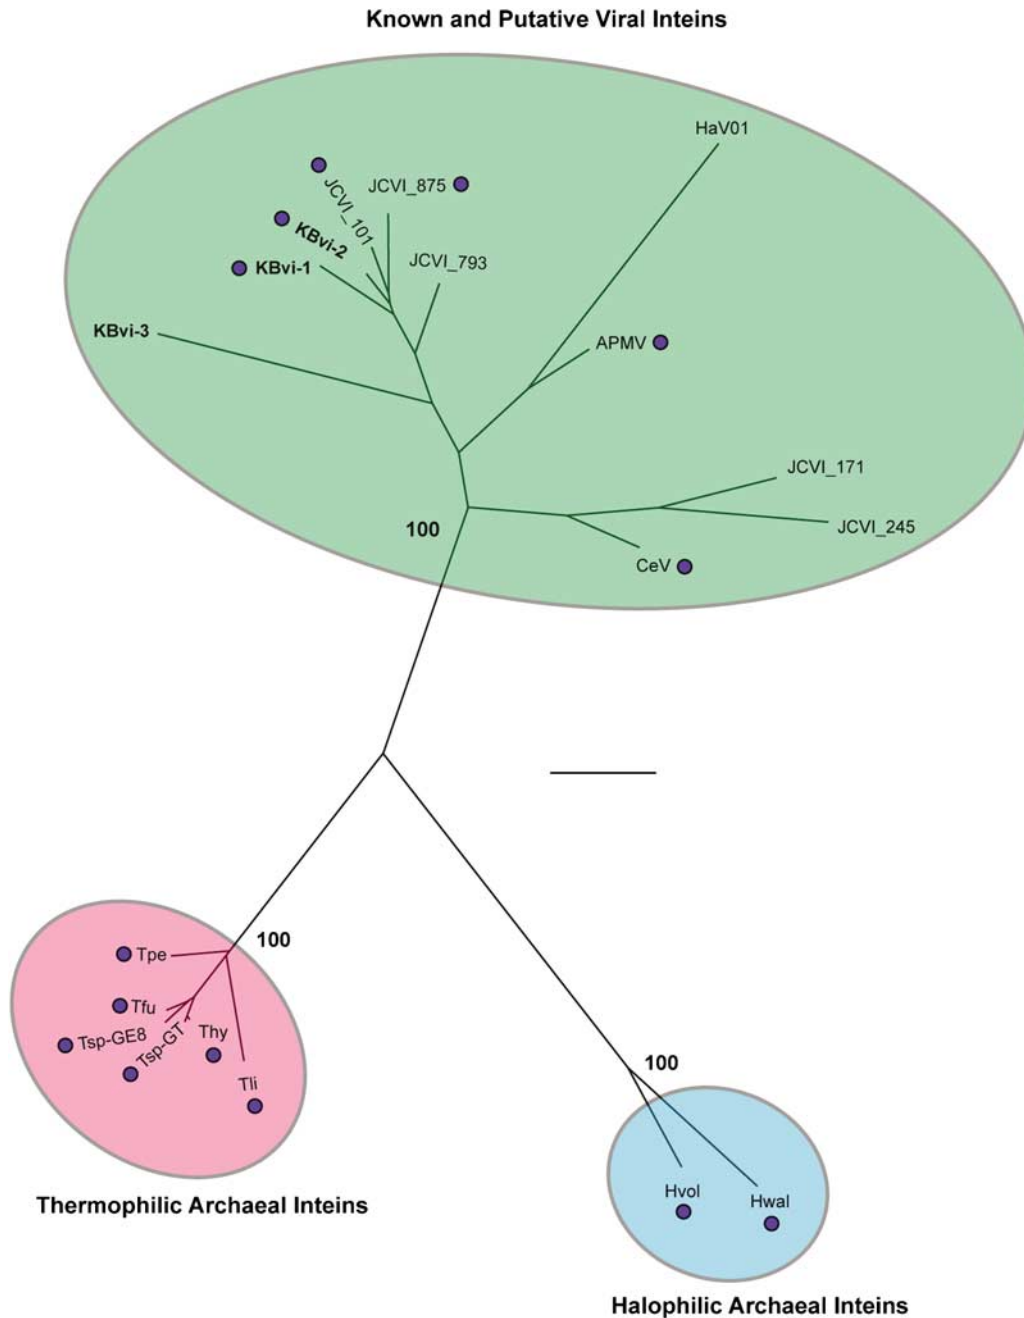 Known and Putative Viral Inteins
HaV01
JCVI_101
JCVI_875
KBvi-2
KBvi-1
JCVI_793
KBvi-3
APMV
JCVI_171
JCVI_245
100
CeV
100
Tpe
Tfu
Tsp-GE8
Tsp-GT
Thy
Tli
100
Hvol
Hwal
Thermophilic Archaeal Inteins
Halophilic Archaeal Inteins